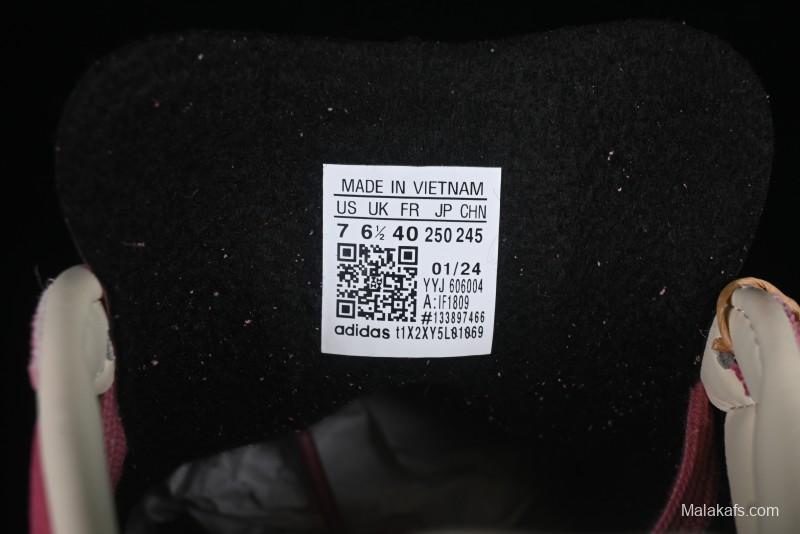 MADE IN VIETNAM
US UK FR JP CHN
7 6½ 40 250 245
01/24
YYJ 606004
A:IF1809
#133897466
adidas t1X2XY5L81869
Malakafs.com